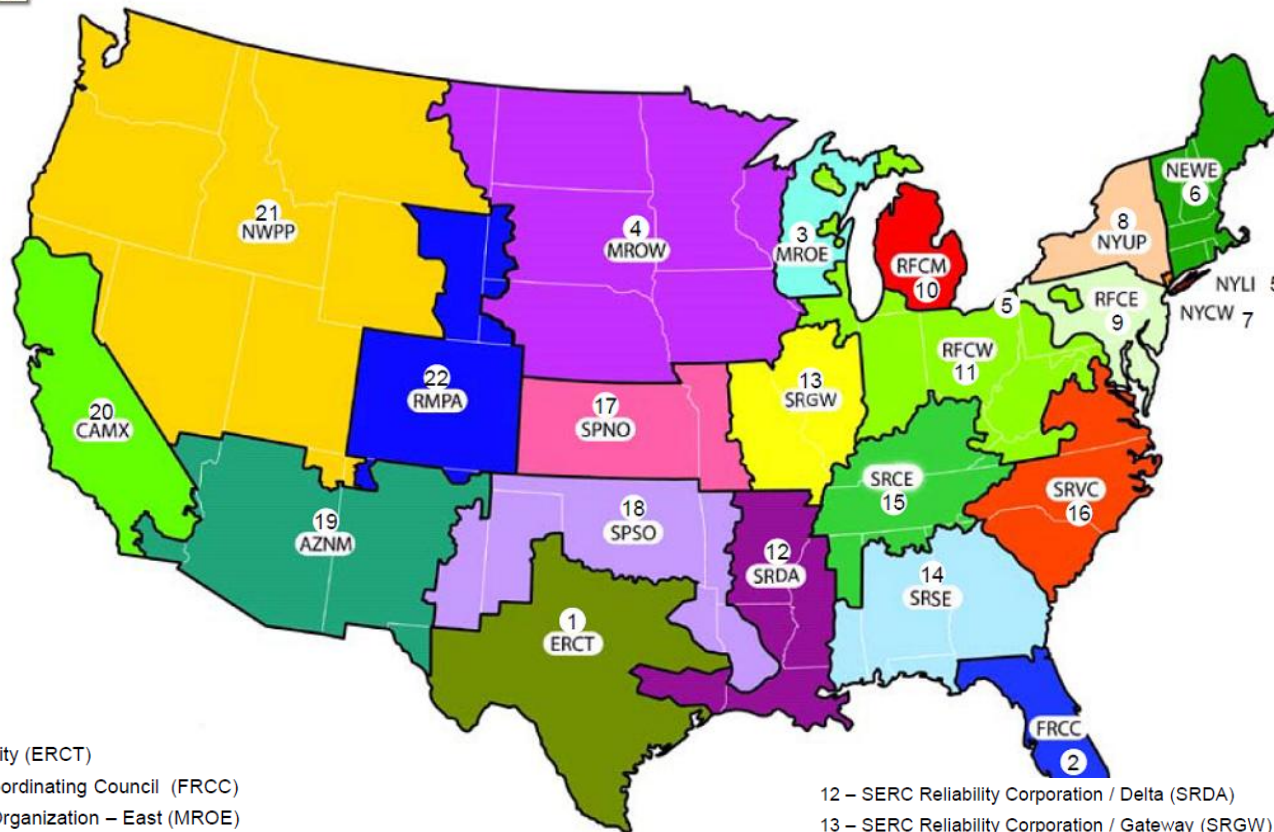 21
NWPP
4
MROW
3
MROE
RFCM
10
8
NYUP
NEWE
6
NYLI 5
NYCW 7
5
RFCE
9
RFCW
11
13
SRGW
22
RMPA
17
SPNO
20
CAMX
SRCE
15
SRVC
16
19
AZNM
18
SPSO
12
SRDA
14
SRSE
1
ERCT
FRCC
2
ity (ERCT)
ordinating Council (FRCC)
Organization – East (MROE)
12 – SERC Reliability Corporation / Delta (SRDA)
13 – SERC Reliability Corporation / Gateway (SRGW)